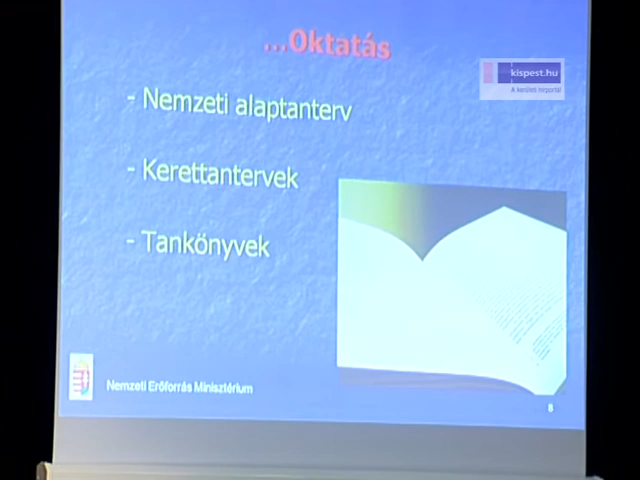 ...Oktatás
kispest.hu
A kerületi hírportál
- Nemzeti alaptanterv
- Kerettantervek
- Tankönyvek
Nemzeti Erőforrás Minisztérium
8